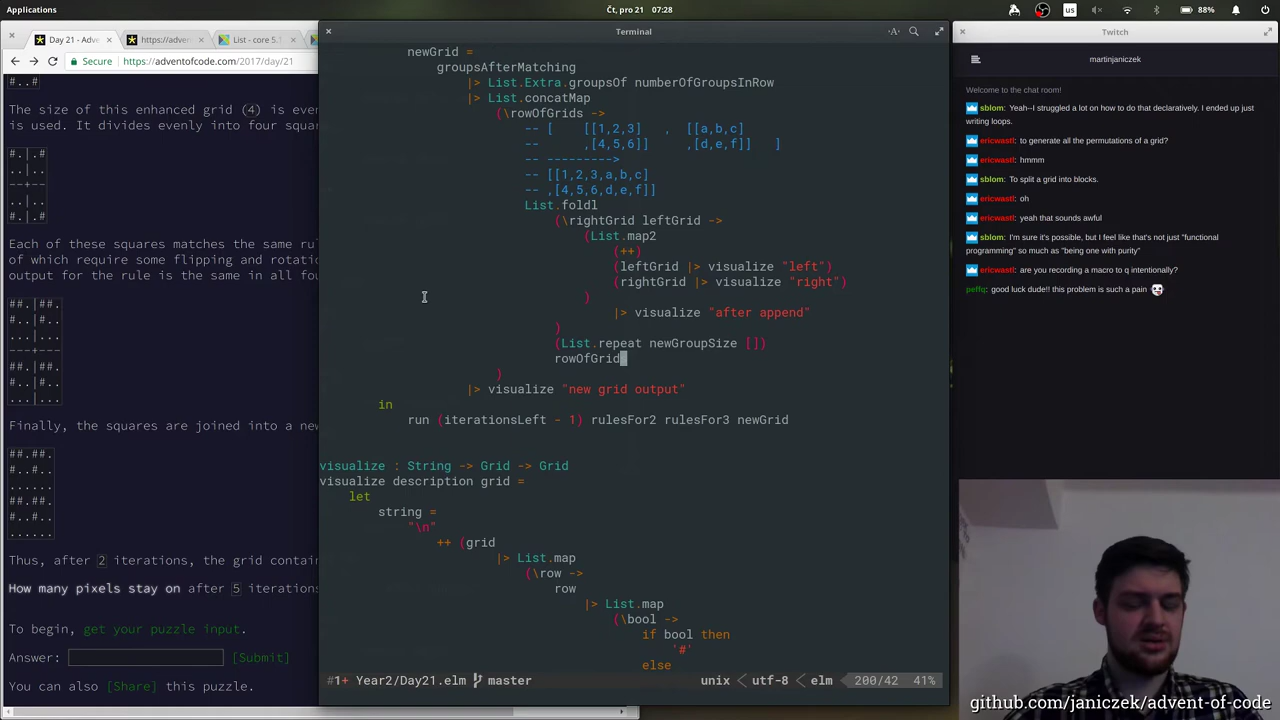 Applications
Čt, pro 21 07:28
us
88%
Day 21 - Adve
https://adven
List - core 5.1
Secure
https://adventofcode.com/2017/day/21
#..#
The size of this enhanced grid (4) is even
is used. It divides evenly into four squar
#.|.#
..|..
--+--
..|..
#.|.#
Each of these squares matches the same rul
of which require some flipping and rotatio
output for the rule is the same in all fou
##.|##.
#..|#..
...|...
---+---
##.|##.
#..|#..
...|...
Finally, the squares are joined into a new
##.##.
#..#..
......
##.##.
#..#..
......
Thus, after 2 iterations, the grid contain
How many pixels stay on after 5 iterations
To begin, get your puzzle input.
Answer:
[Submit]
You can also [Share] this puzzle.
Terminal
newGrid =
groupsAfterMatching
|> List.Extra.groupsOf numberOfGroupsInRow
|> List.concatMap
(\rowOfGrids ->
-- [    [[1,2,3]   ,  [[a,b,c]
--      ,[4,5,6]]     ,[d,e,f]]   ]
-- --------->
-- [[1,2,3,a,b,c]
-- ,[4,5,6,d,e,f]]
List.foldl
(\rightGrid leftGrid ->
(List.map2
(++)
(leftGrid |> visualize "left")
(rightGrid |> visualize "right")
)
|> visualize "after append"
)
(List.repeat newGroupSize [])
rowOfGrid
)
|> visualize "new grid output"
in
run (iterationsLeft - 1) rulesFor2 rulesFor3 newGrid
visualize : String -> Grid -> Grid
visualize description grid =
let
string =
"\n"
++ (grid
|> List.map
(\row ->
row
|> List.map
(\bool ->
if bool then
'#'
else
#1+ Year2/Day21.elm master
unix < utf-8 < elm 200/42 41%
Twitch
martinjaniczek
Welcome to the chat room!
sblom: Yeah--I struggled a lot on how to do that declaratively. I ended up just
writing loops.
ericwastl: to generate all the permutations of a grid?
ericwastl: hmmm
sblom: To split a grid into blocks.
ericwastl: oh
ericwastl: yeah that sounds awful
sblom: I'm sure it's possible, but I feel like that's not just "functional
programming" so much as "being one with purity"
ericwastl: are you recording a macro to q intentionally?
peffq: good luck dude!! this problem is such a pain
github.com/janiczek/advent-of-code